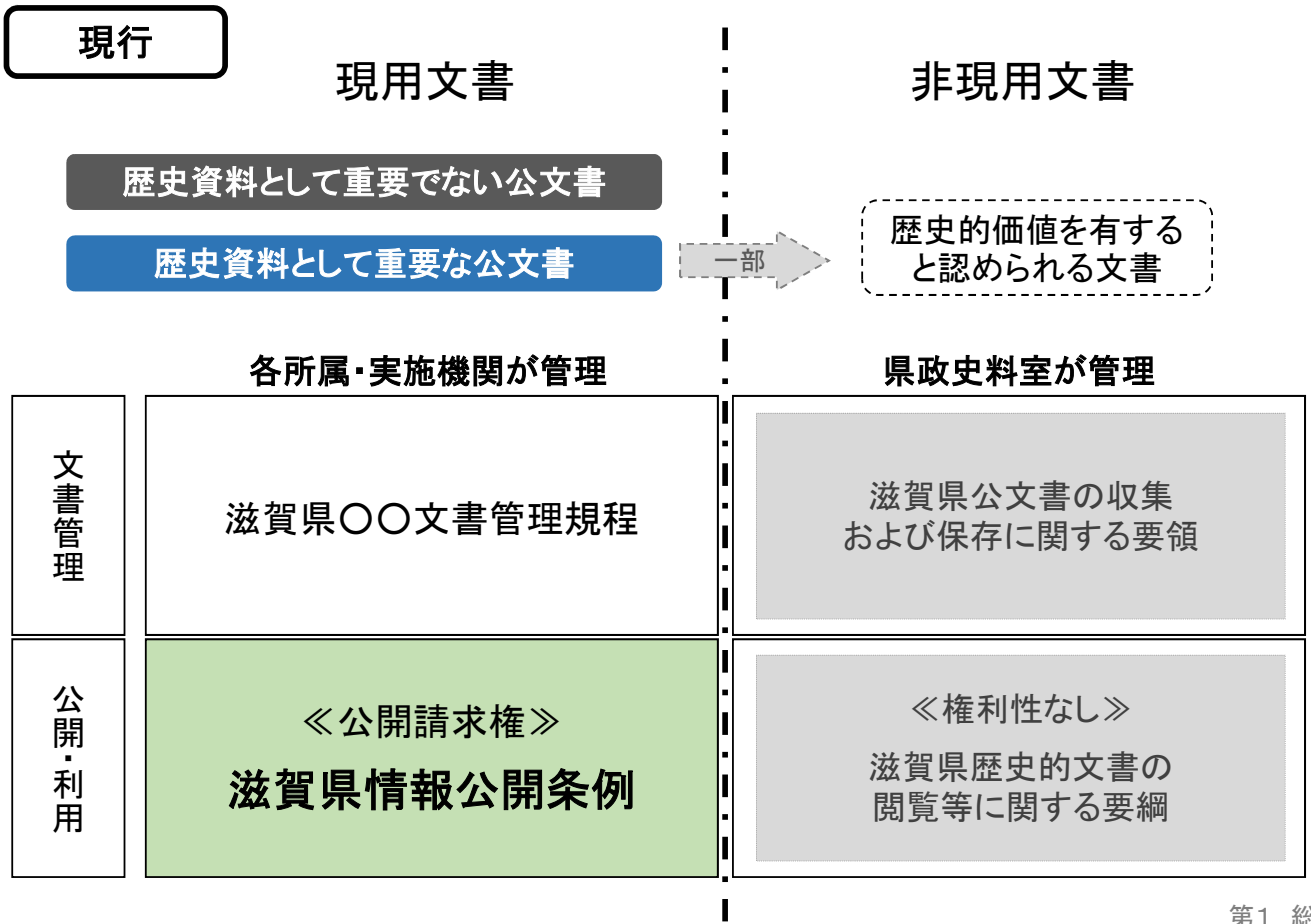 現行
現用文書
非現用文書
歴史資料として重要でない公文書
歴史資料として重要な公文書
一部
歴史的価値を有する
と認められる文書
各所属・実施機関が管理
県政史料室が管理
文書管理
滋賀県〇〇文書管理規程
滋賀県公文書の収集
および保存に関する要領
公開・利用
≪公開請求権≫
滋賀県情報公開条例
≪権利性なし≫
滋賀県歴史的文書の
閲覧等に関する要綱
第1 総